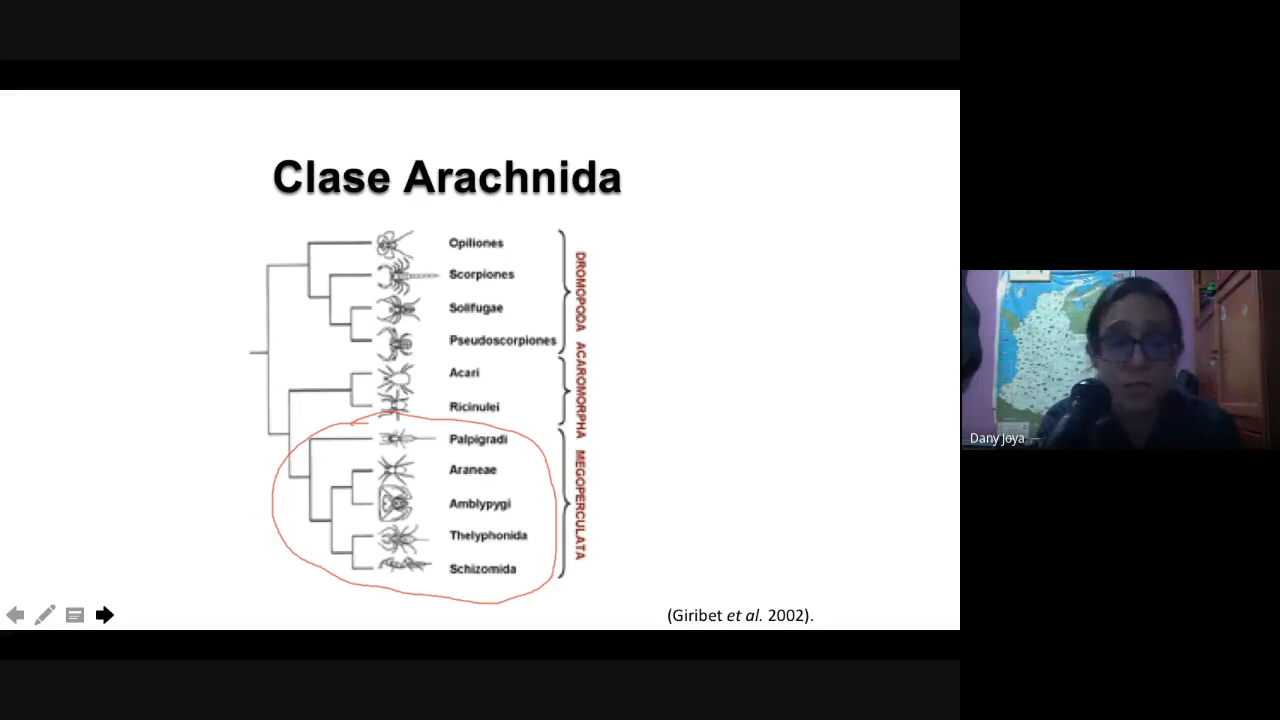 Clase Arachnida
Opiliones
Scorpiones
Solifugae
Pseudoscorpiones
Acari
Ricinulei
Palpigradi
Araneae
Amblypygi
Thelyphonida
Schizomida
DROMOPODA
ACAROMORPHA
MEGOPERCULATA
(Giribet et al. 2002).
Dany Joya